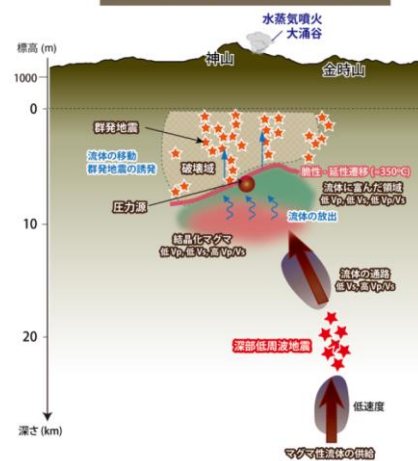 水蒸気噴火
大涌谷
標高 (m)
神山
金時山
1000
0
群発地震
流体の移動
群発地震の誘発
破壊域
脆性・延性遷移 (~350℃)
流体に富んだ領域
低 Vp, 低 Vs, 低 Vp/Vs
圧力源
流体の放出
10
結晶化マグマ
低 Vp, 低 Vs, 高 Vp/Vs
流体の通路
低 Vs, 高 Vp/Vs
20
深部低周波地震
低速度
深さ (km)
マグマ性流体の供給